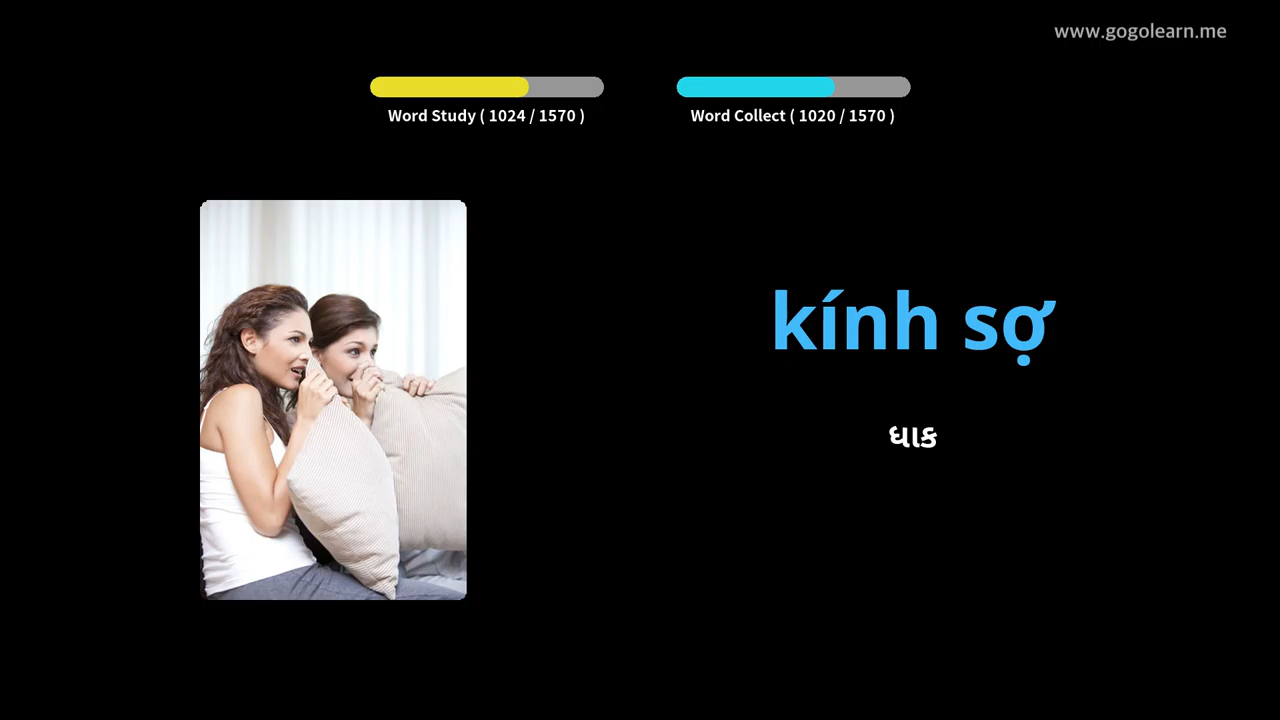 www.gogolearn.me
Word Study ( 1024 / 1570 )
Word Collect ( 1020 / 1570 )
kính sợ
ધાક